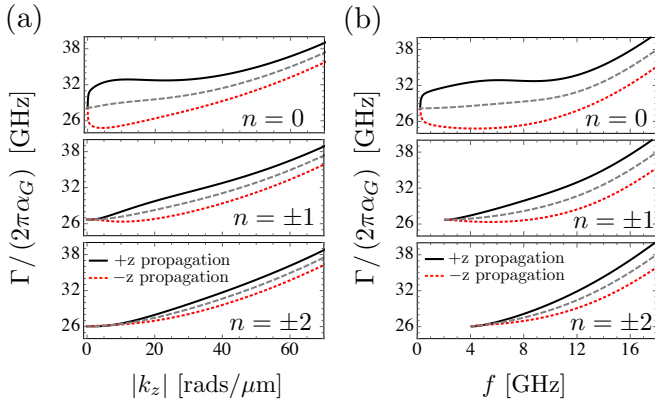 (a)
(b)
Γ/(2πα_G) [GHz]
38
32
26
n = 0
38
32
26
n = ±1
38
32
26
+z propagation
−z propagation
n = ±2
0 20 40 60
|k_z| [rads/μm]
Γ/(2πα_G) [GHz]
38
32
26
n = 0
38
32
26
n = ±1
38
32
26
+z propagation
−z propagation
n = ±2
0 4 8 12 16
f [GHz]